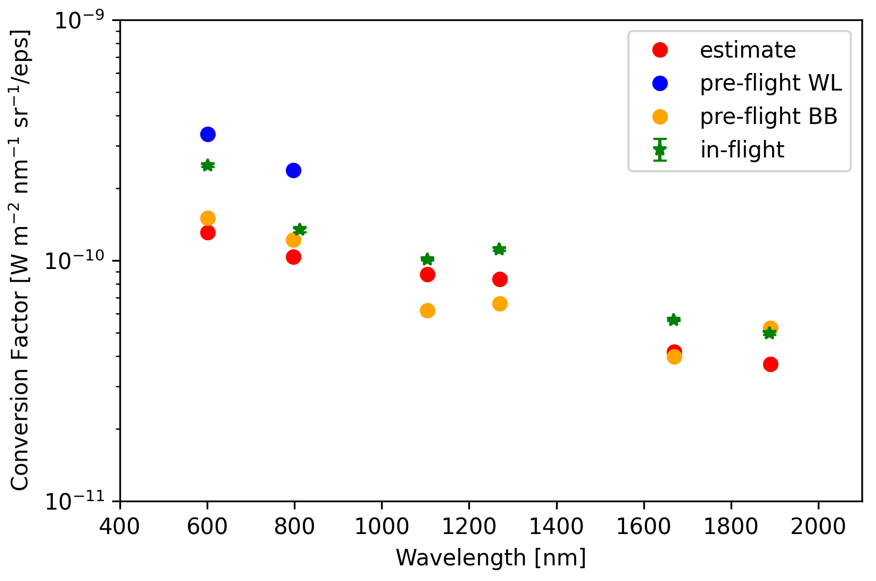 10⁻⁹
10⁻¹⁰
10⁻¹¹
Conversion Factor [W m⁻² nm⁻¹ sr⁻¹/eps]
estimate
pre-flight WL
pre-flight BB
in-flight
400 600 800 1000 1200 1400 1600 1800 2000
Wavelength [nm]